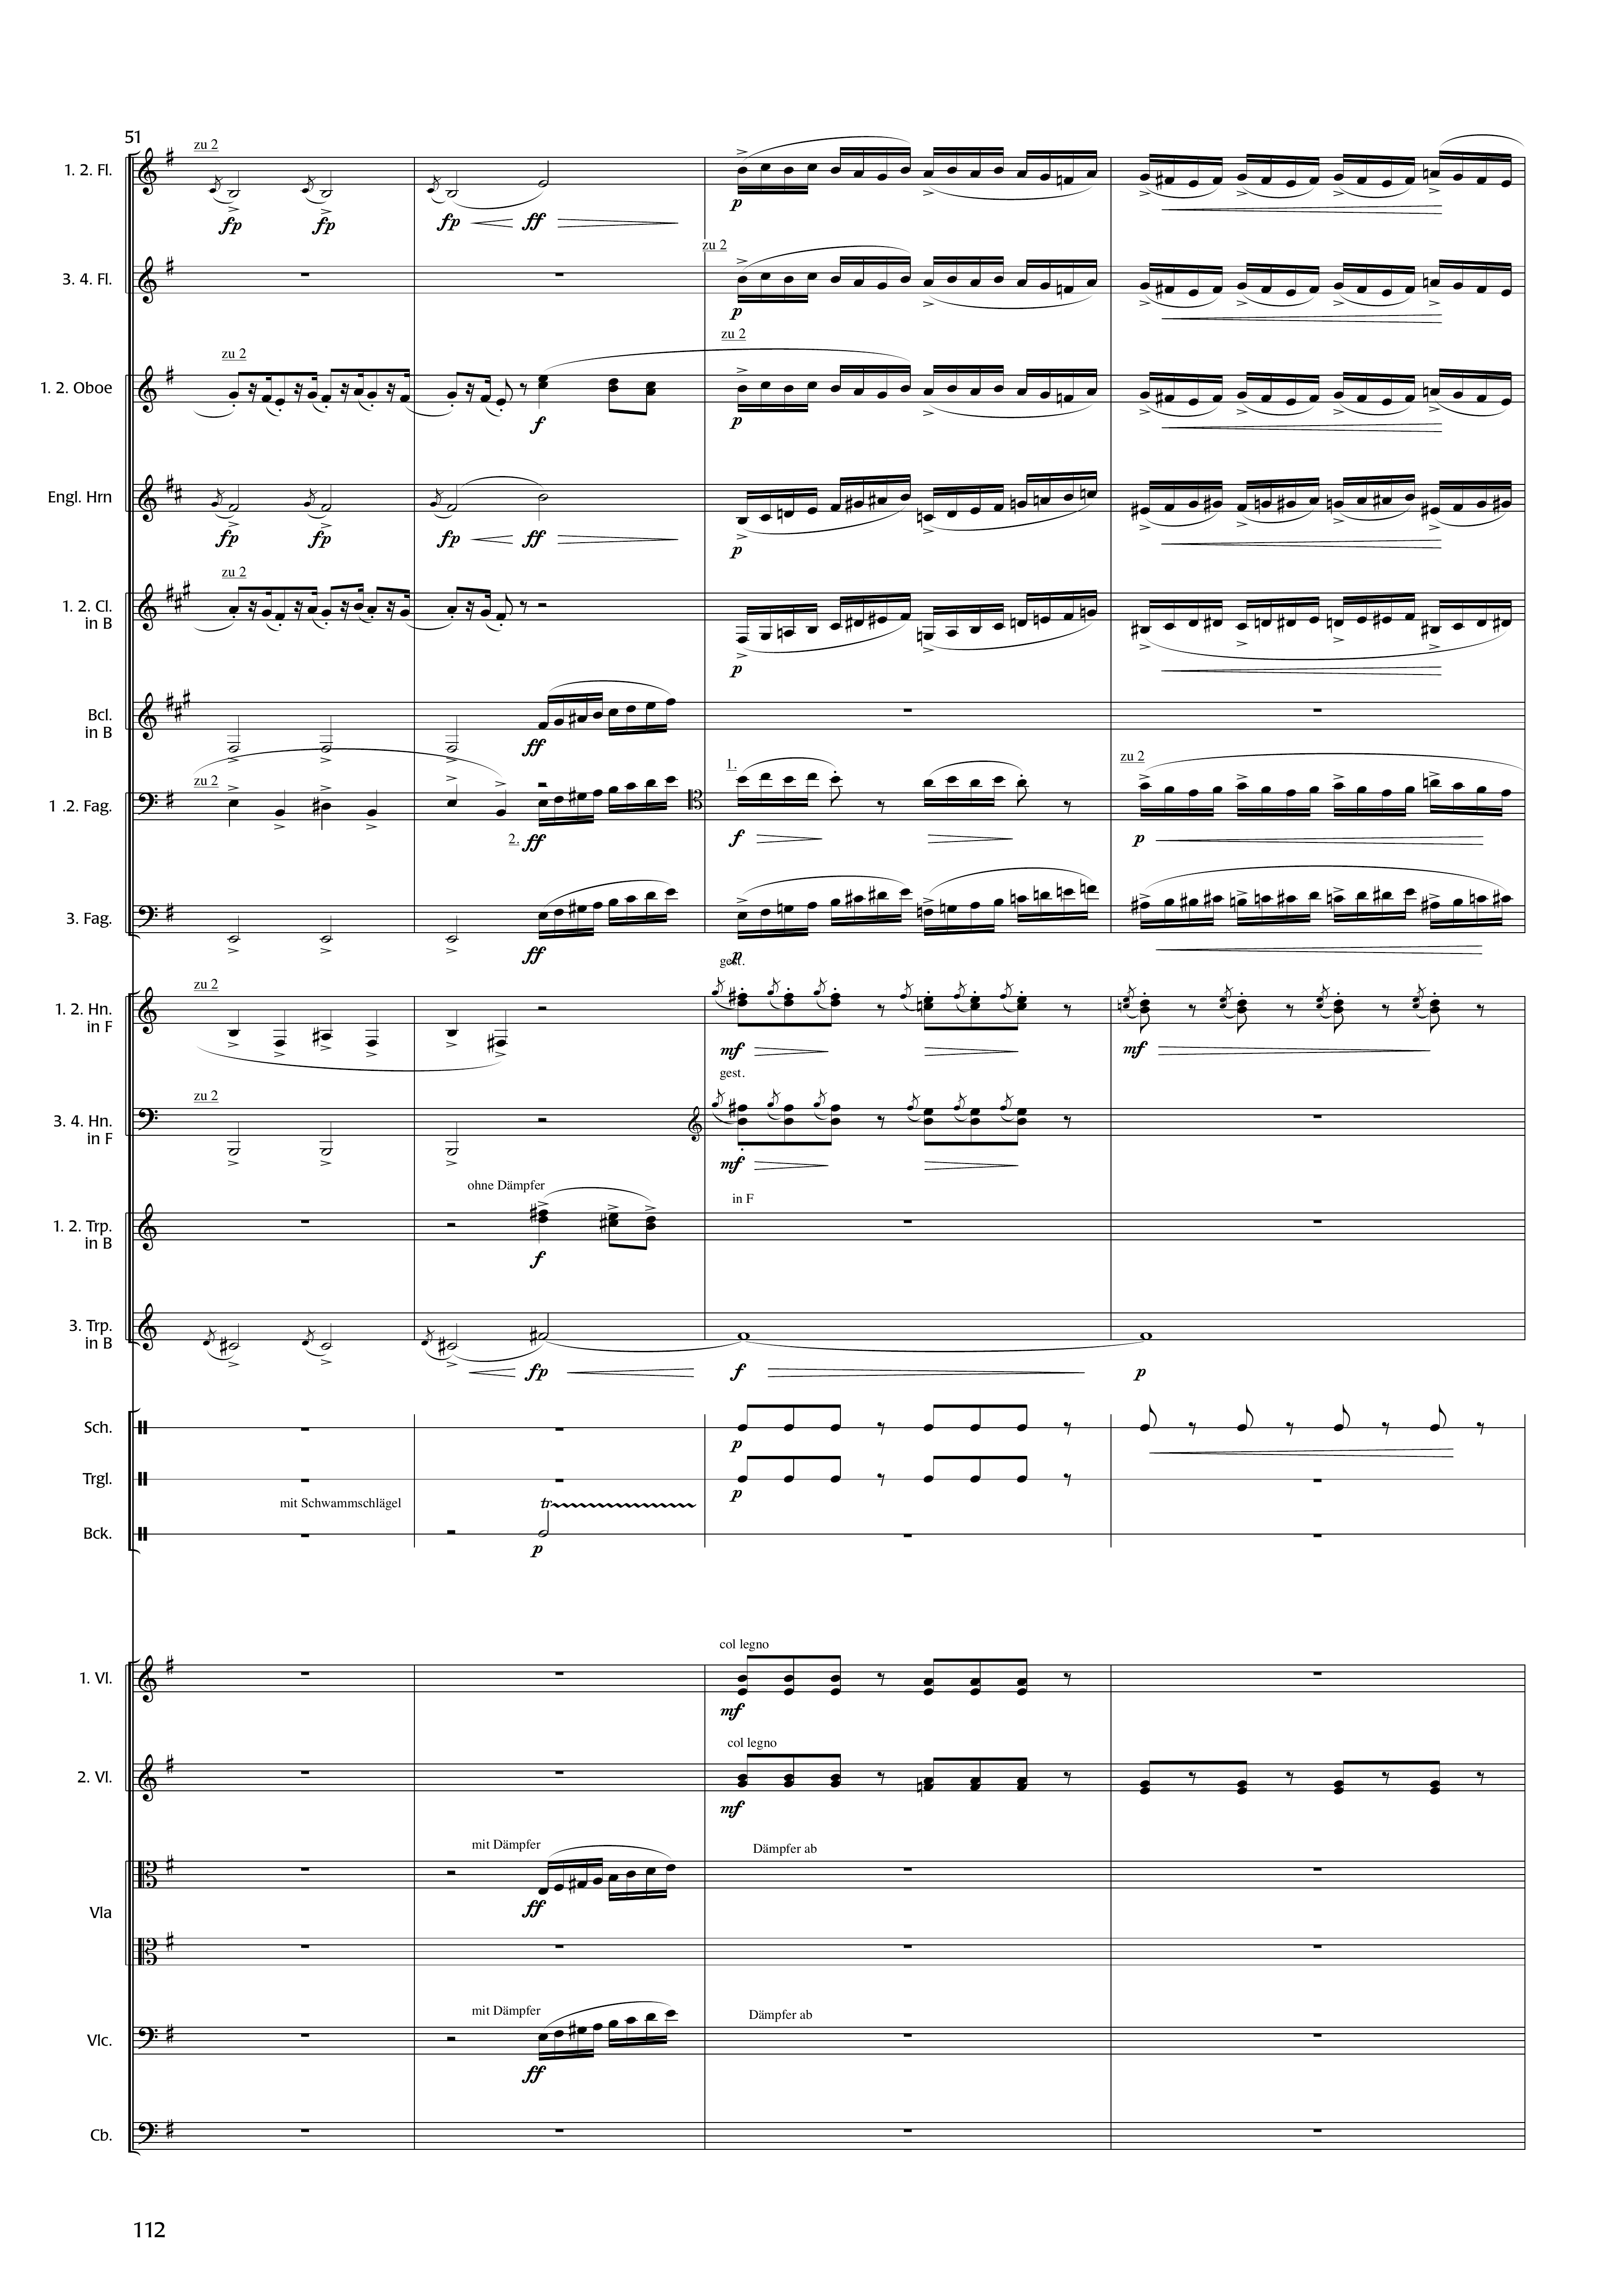 51
zu 2
1. 2. Fl.
fp fp fp ff p
zu 2
3. 4. Fl.
p
zu 2
zu 2
1. 2. Oboe
f p
Engl. Hrn
fp fp fp ff p
zu 2
1. 2. Cl.
in B
p
Bcl.
in B
ff
zu 2 1. zu 2
1 .2. Fag.
2. ff f p
3. Fag.
ff p
gest.
zu 2
1. 2. Hn.
in F
mf mf
gest.
zu 2
3. 4. Hn.
in F
mf
ohne Dämpfer in F
1. 2. Trp.
in B
f
3. Trp.
in B
fp f p
Sch.
p
Trgl.
p
mit Schwammschlägel tr
Bck.
p
col legno
1. Vl.
mf
col legno
2. Vl.
mf
mit Dämpfer Dämpfer ab
ff
Vla
mit Dämpfer Dämpfer ab
Vlc.
ff
Cb.
112